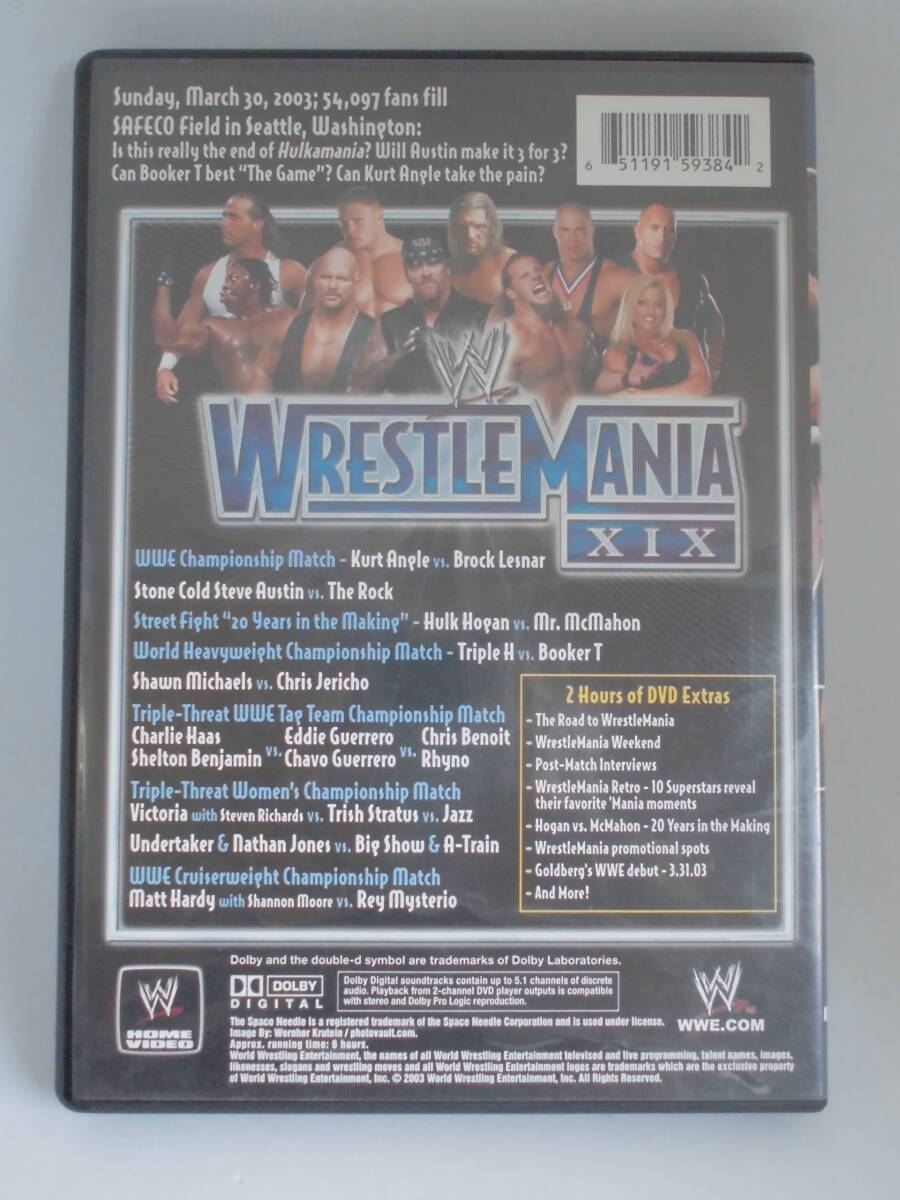 Sunday, March 30, 2003; 54,097 fans fill
SAFECO Field in Seattle, Washington:
Is this really the end of Hulkamania? Will Austin make it 3 for 3?
Can Booker T best "The Game"? Can Kurt Angle take the pain?
6 51191 59384 2
W
WRESTLEMANIA
XIX
WWE Championship Match - Kurt Angle vs. Brock Lesnar
Stone Cold Steve Austin vs. The Rock
Street Fight "20 Years in the Making" - Hulk Hogan vs. Mr. McMahon
World Heavyweight Championship Match - Triple H vs. Booker T
Shawn Michaels vs. Chris Jericho
Triple-Threat WWE Tag Team Championship Match
Charlie Haas Eddie Guerrero Chris Benoit
vs. vs.
Shelton Benjamin Chavo Guerrero Rhyno
Triple-Threat Women's Championship Match
Victoria with Steven Richards vs. Trish Stratus vs. Jazz
Undertaker & Nathan Jones vs. Big Show & A-Train
WWE Cruiserweight Championship Match
Matt Hardy with Shannon Moore vs. Rey Mysterio
2 Hours of DVD Extras
- The Road to WrestleMania
- WrestleMania Weekend
- Post-Match Interviews
- WrestleMania Retro - 10 Superstars reveal
their favorite 'Mania moments
- Hogan vs. McMahon - 20 Years in the Making
- WrestleMania promotional spots
- Goldberg's WWE debut - 3.31.03
- And More!
W
HOME
VIDEO
Dolby and the double-d symbol are trademarks of Dolby Laboratories.
DOLBY
DIGITAL
Dolby Digital soundtracks contain up to 5.1 channels of discrete
audio. Playback from 2-channel DVD player outputs is compatible
with stereo and Dolby Pro Logic reproduction.
The Space Needle is a registered trademark of the Space Needle Corporation and is used under license.
Image By: Wernher Krutein / photovault.com.
Approx. running time: 6 hours.
World Wrestling Entertainment, the names of all World Wrestling Entertainment televised and live programming, talent names, images,
likenesses, slogans and wrestling moves and all World Wrestling Entertainment logos are trademarks which are the exclusive property
of World Wrestling Entertainment, Inc. © 2003 World Wrestling Entertainment, Inc. All Rights Reserved.
W
WWE.COM